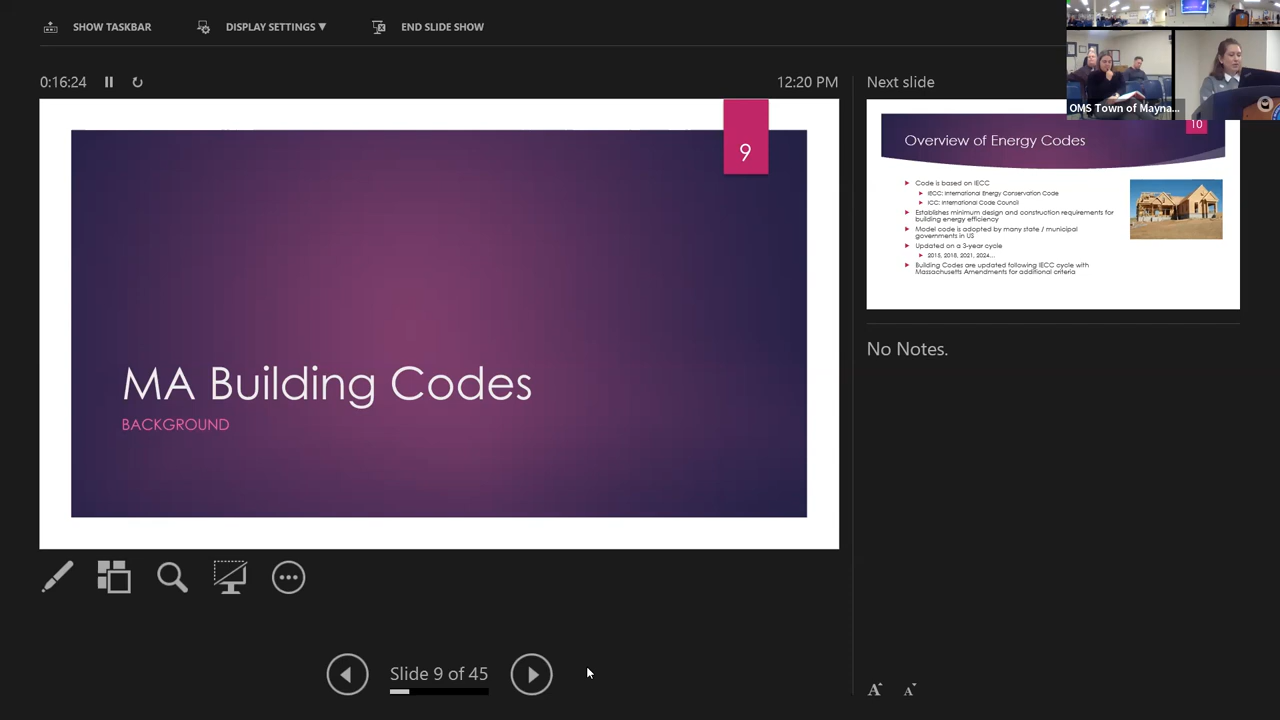 SHOW TASKBAR
DISPLAY SETTINGS ▼
END SLIDE SHOW
0:16:24
12:20 PM
9
MA Building Codes
BACKGROUND
Slide 9 of 45
Next slide
OMS Town of Mayna...
10
Overview of Energy Codes
Code is based on IECC
IECC: International Energy Conservation Code
ICC: International Code Council
Establishes minimum design and construction requirements for
building energy efficiency
Model code is adopted by many state / municipal
governments in US
Updated on a 3-year cycle
2015, 2018, 2021, 2024...
Building Codes are updated following IECC cycle with
Massachusetts Amendments for additional criteria
No Notes.
A A